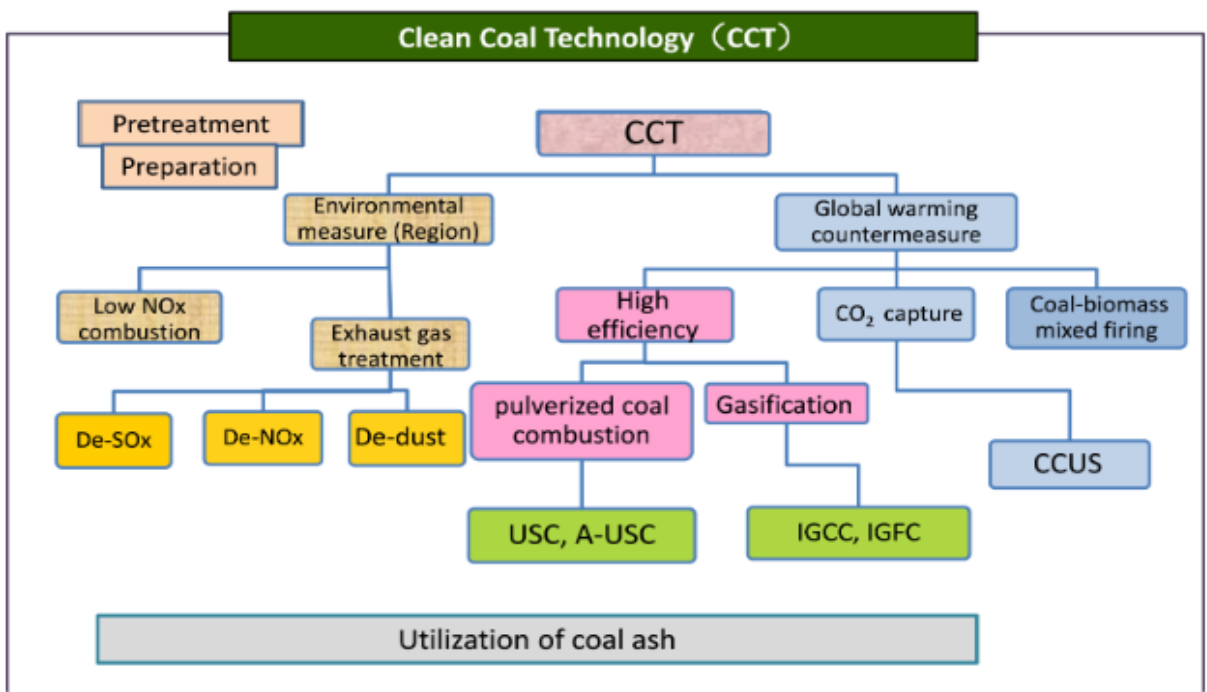 Clean Coal Technology（CCT）
Pretreatment
Preparation
CCT
Environmental
measure (Region)
Global warming
countermeasure
Low NOx
combustion
Exhaust gas
treatment
High
efficiency
CO₂ capture
Coal-biomass
mixed firing
De-SOx
De-NOx
De-dust
pulverized coal
combustion
Gasification
CCUS
USC, A-USC
IGCC, IGFC
Utilization of coal ash